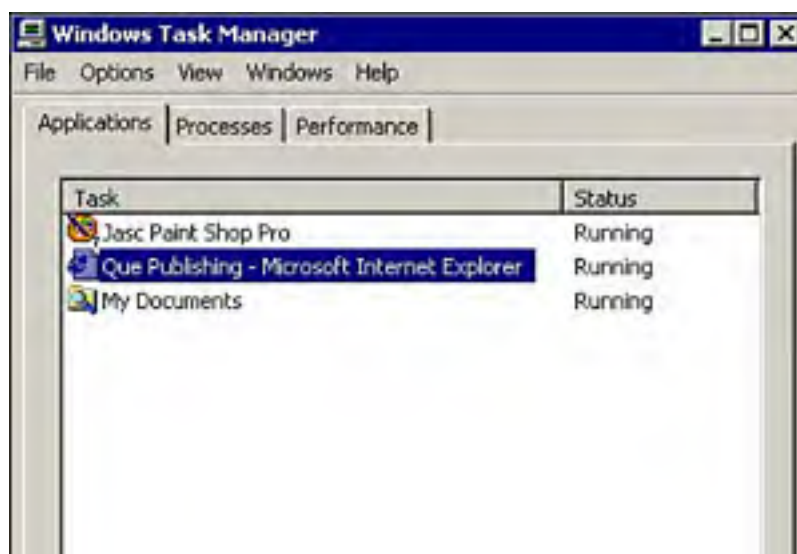 Windows Task Manager
File Options View Windows Help
Applications Processes Performance
Task Status
Jasc Paint Shop Pro Running
Que Publishing - Microsoft Internet Explorer Running
My Documents Running